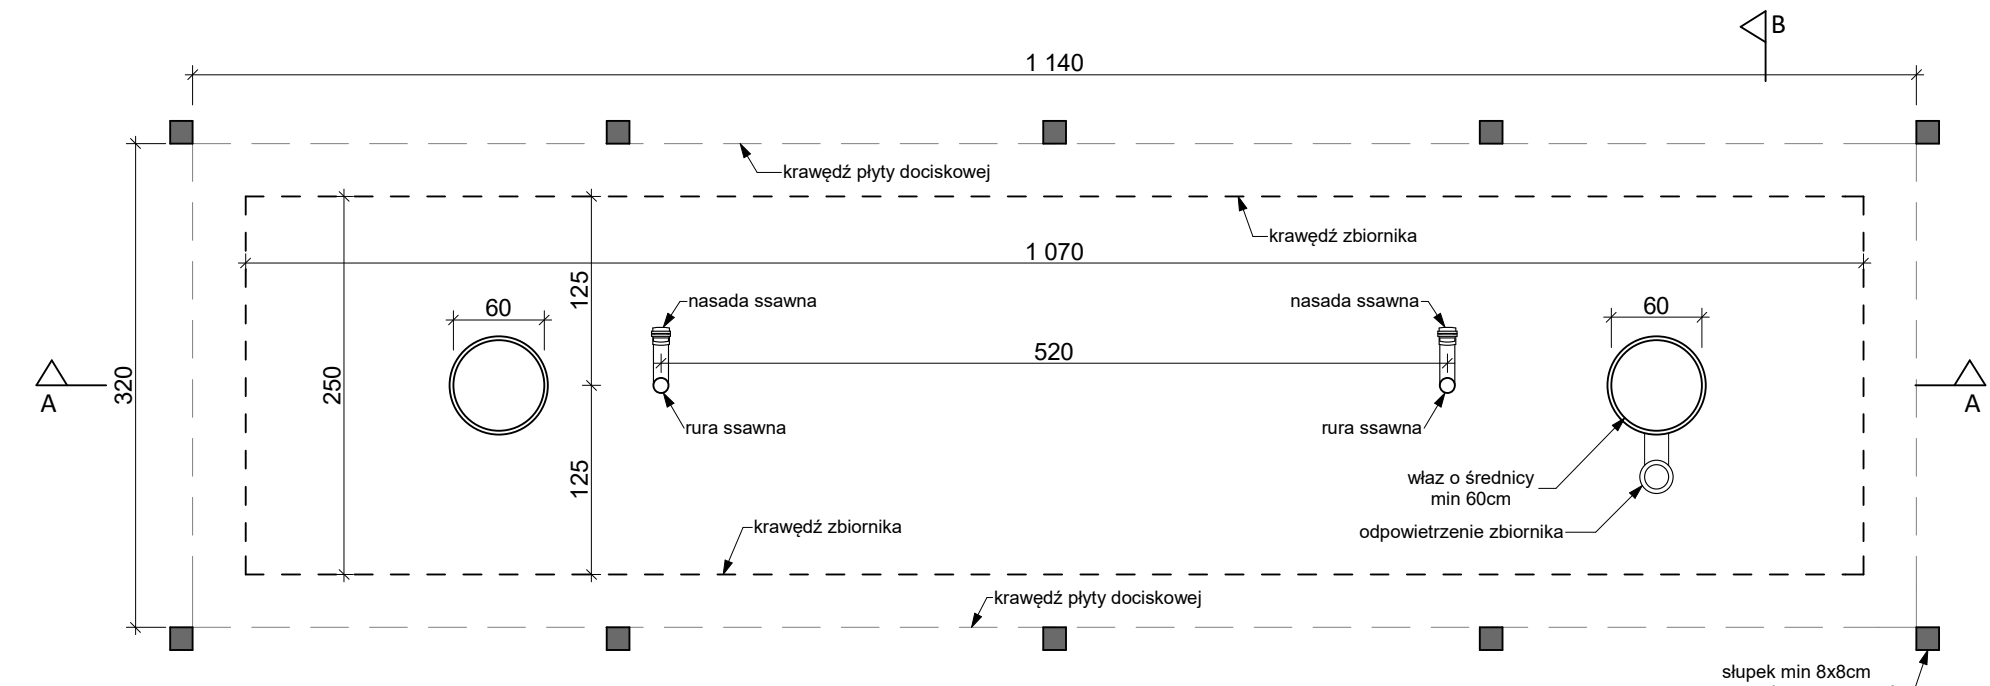 B
1 140
krawędź płyty dociskowej
krawędź zbiornika
1 070
125
nasada ssawna
nasada ssawna
60
60
520
320
250
A
A
rura ssawna
rura ssawna
125
właz o średnicy
min 60cm
krawędź zbiornika
odpowietrzenie zbiornika
krawędź płyty dociskowej
słupek min 8x8cm